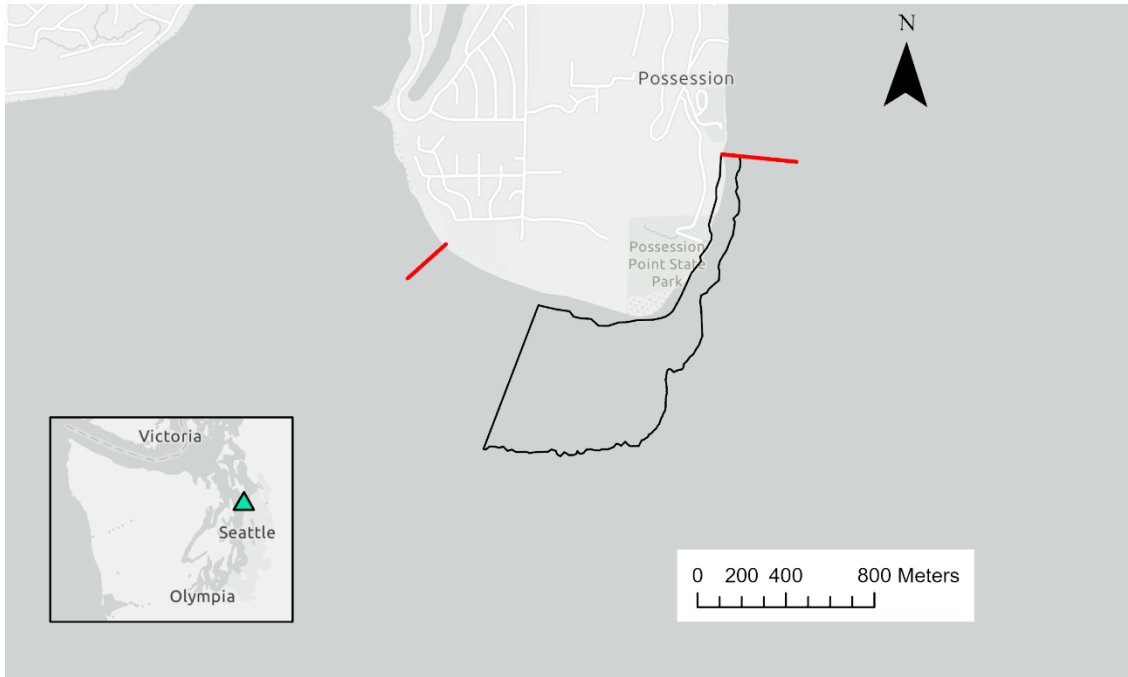 N
Possession
Possession
Point State
Park
Victoria
Seattle
Olympia
0 200 400 800 Meters